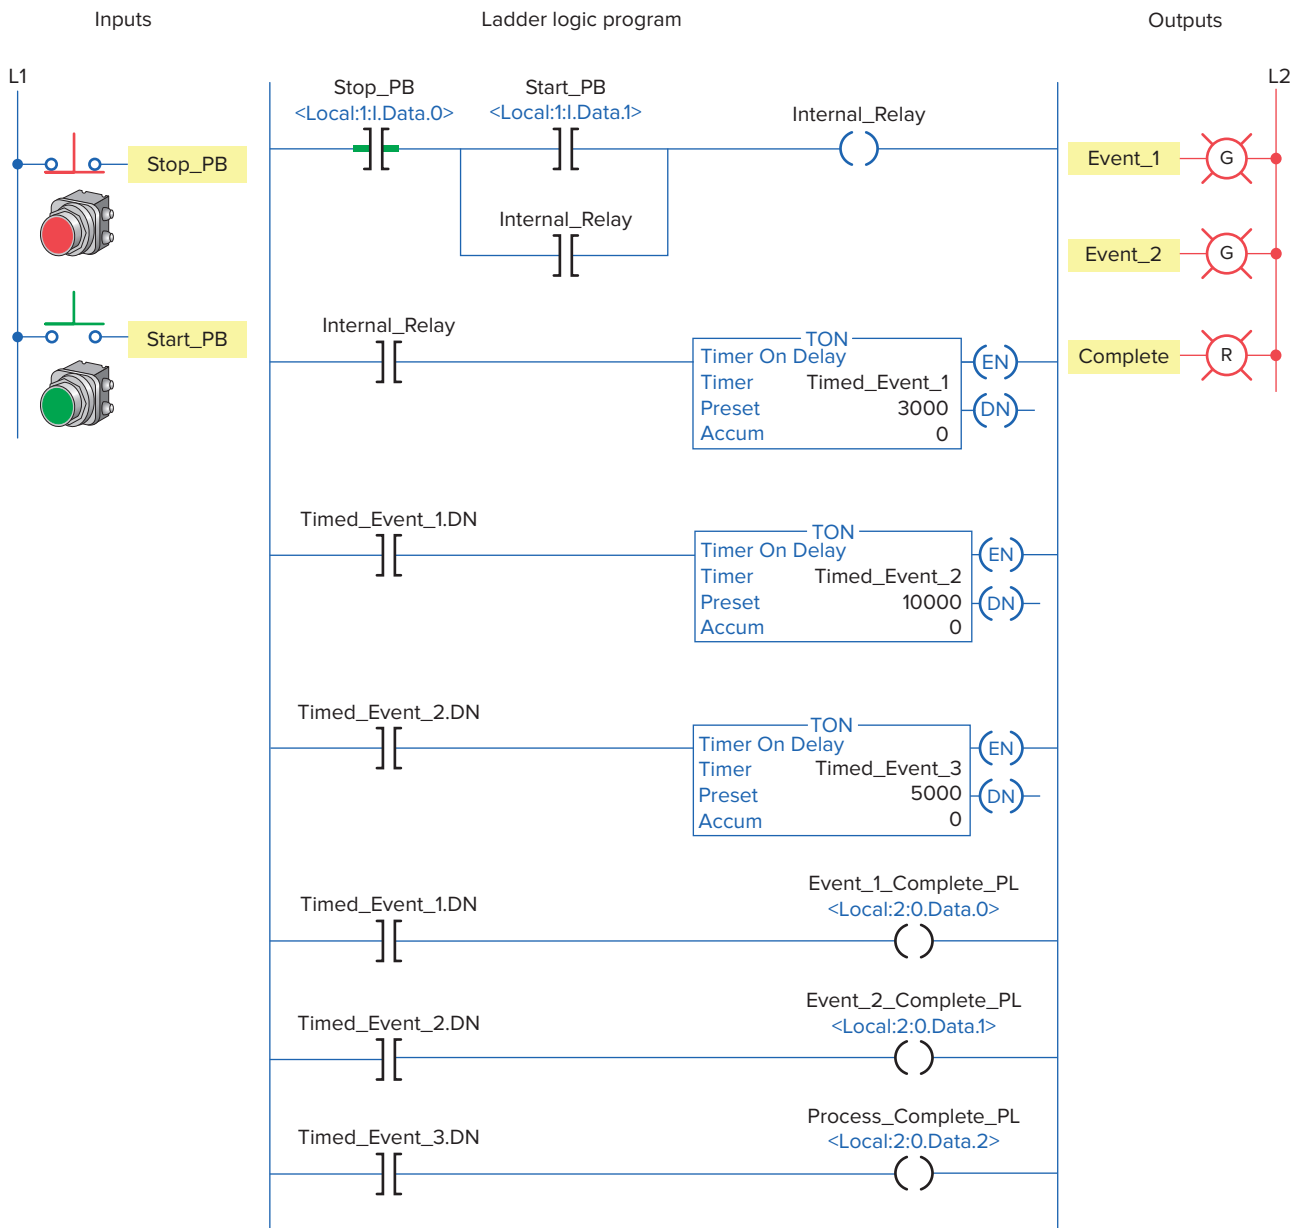 Inputs
Ladder logic program
Outputs
L1
L2
Stop_PB
<Local:1:I.Data.0>
Start_PB
<Local:1:I.Data.1>
Internal_Relay
Stop_PB
Event_1
G
Internal_Relay
Event_2
G
Start_PB
Internal_Relay
TON
Timer On Delay
Timer Timed_Event_1
Preset 3000
Accum 0
EN
DN
Complete
R
Timed_Event_1.DN
TON
Timer On Delay
Timer Timed_Event_2
Preset 10000
Accum 0
EN
DN
Timed_Event_2.DN
TON
Timer On Delay
Timer Timed_Event_3
Preset 5000
Accum 0
EN
DN
Timed_Event_1.DN
Event_1_Complete_PL
<Local:2:0.Data.0>
Timed_Event_2.DN
Event_2_Complete_PL
<Local:2:0.Data.1>
Timed_Event_3.DN
Process_Complete_PL
<Local:2:0.Data.2>